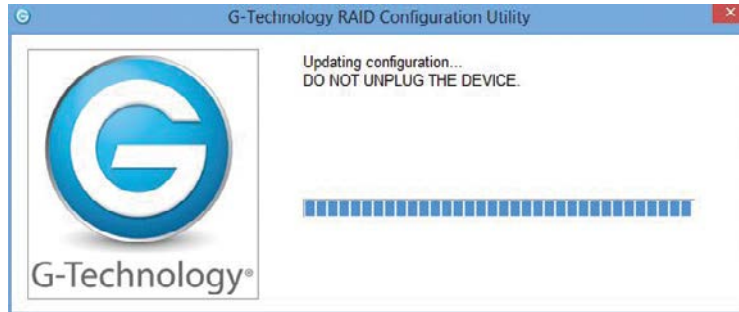 G-Technology RAID Configuration Utility
Updating configuration...
DO NOT UNPLUG THE DEVICE.
G-Technology®